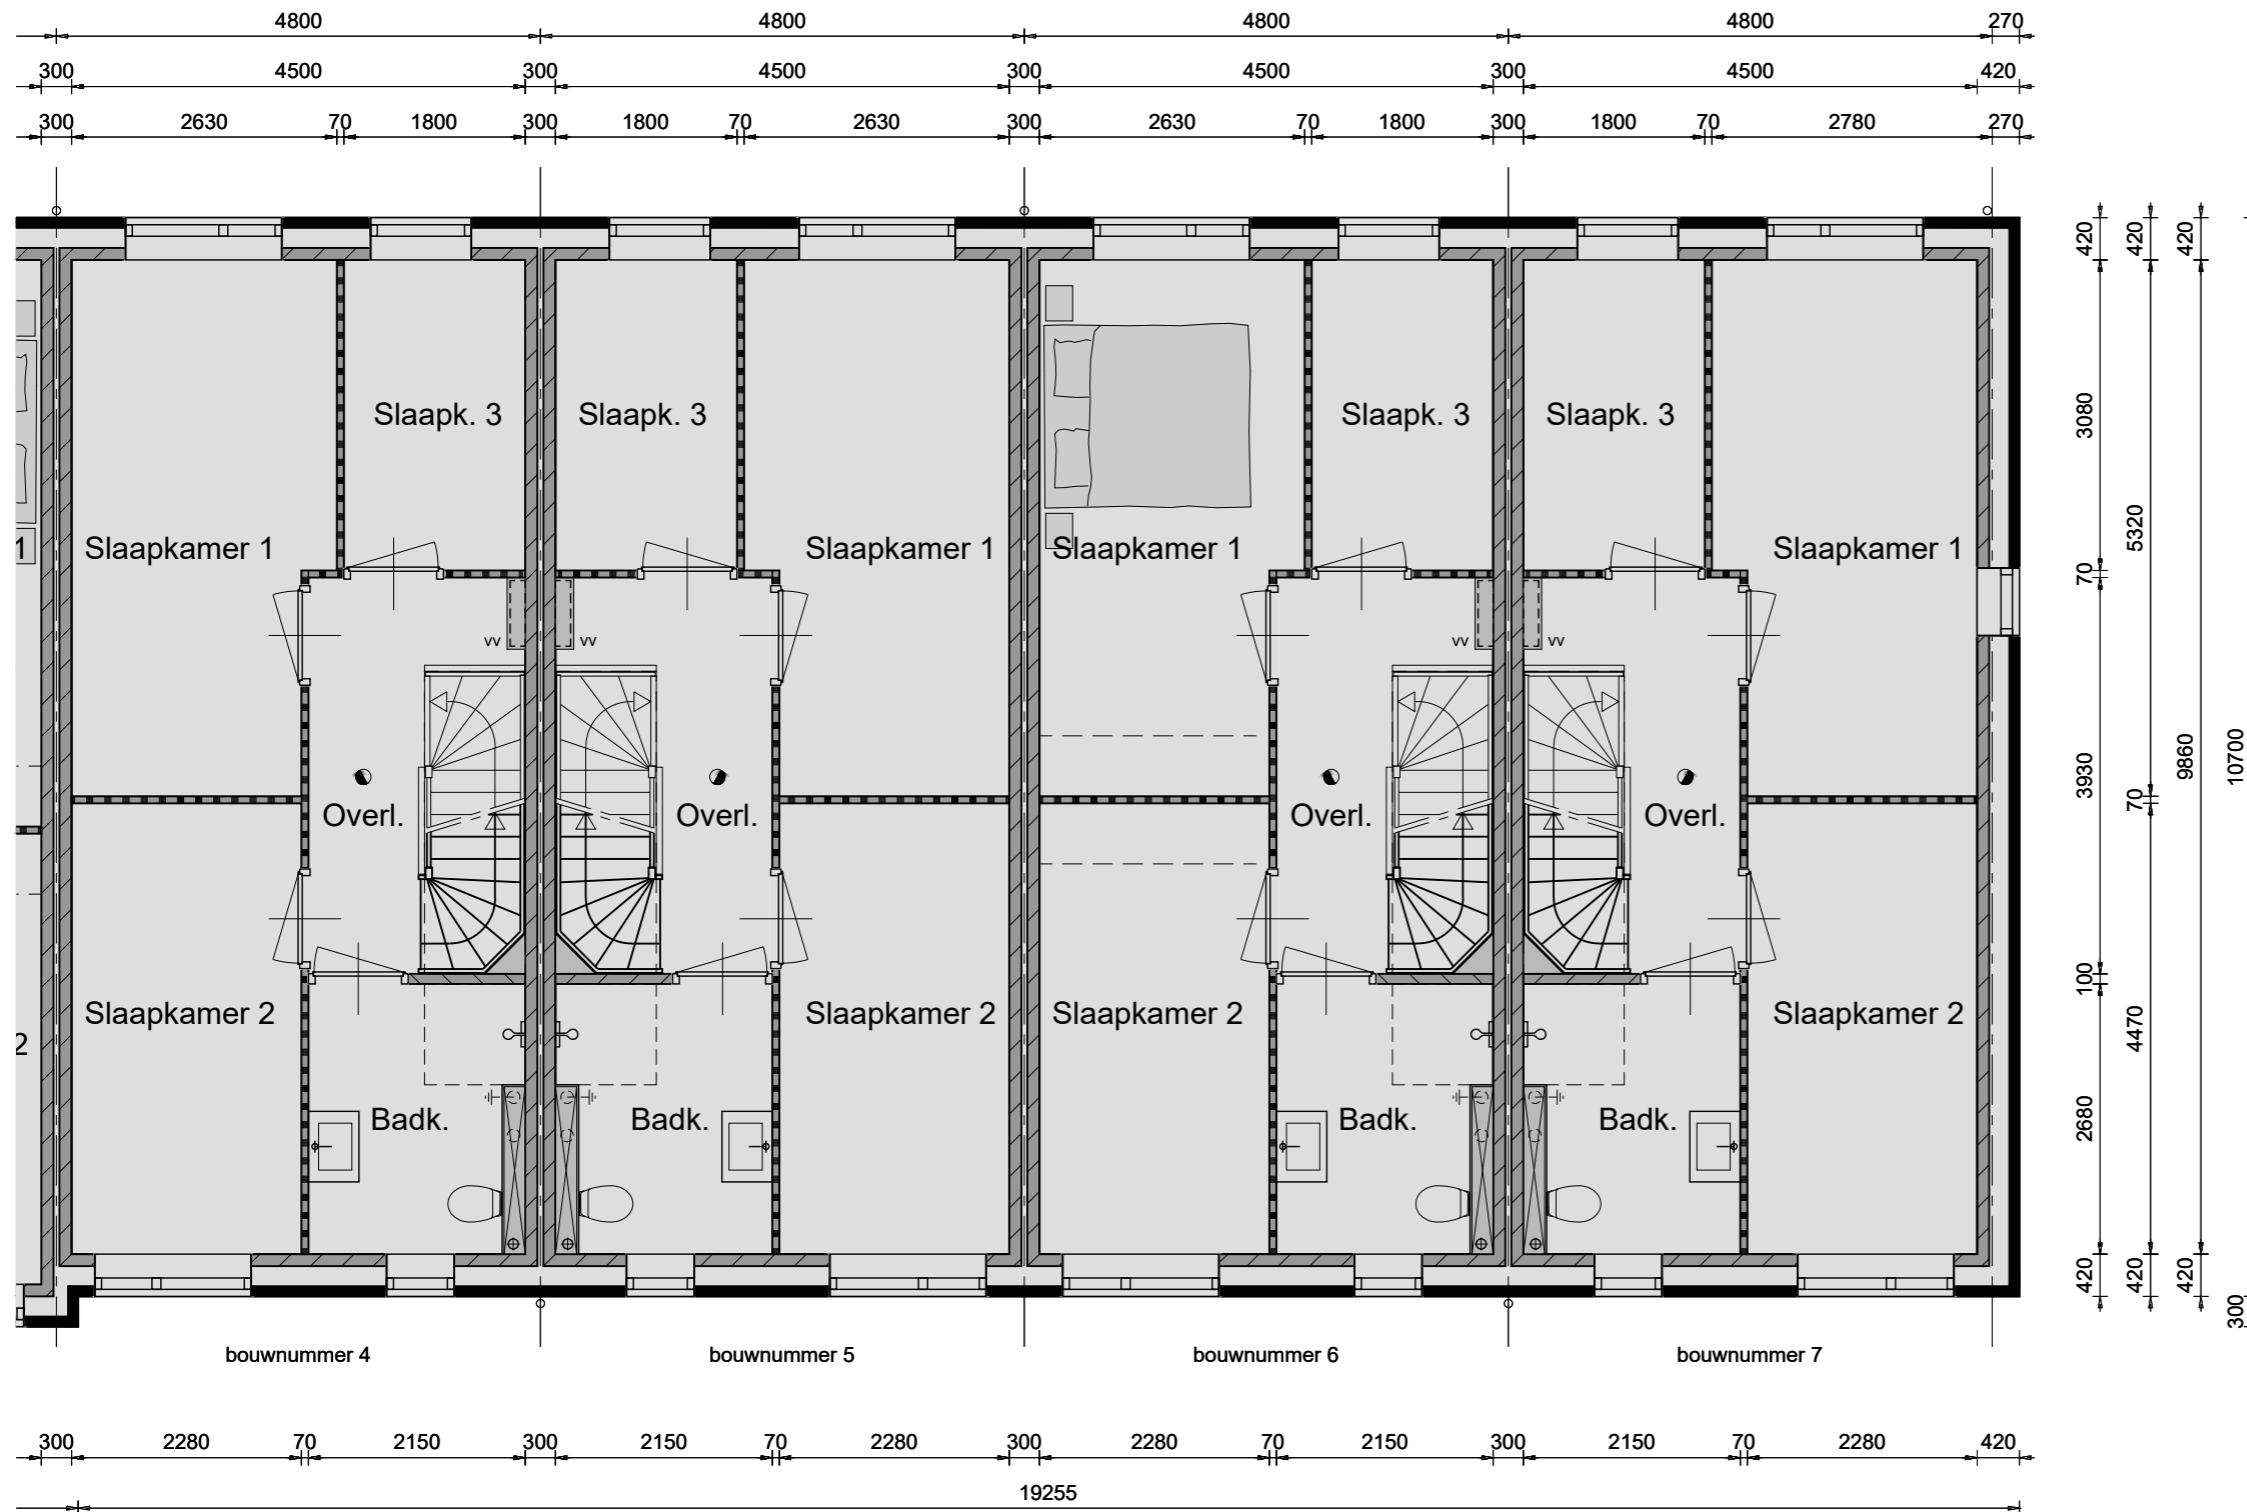 4800 4800 4800 4800 270
300 4500 300 4500 300 4500 300 4500 420
300 2630 70 1800 300 1800 70 2630 300 2630 70 1800 300 1800 70 2780 270
420 420 420
Slaapk. 3 Slaapk. 3 Slaapk. 3 Slaapk. 3
3080
1 Slaapkamer 1 Slaapkamer 1 Slaapkamer 1 Slaapkamer 1
5320
70
vv vv vv vv
10700
9860
3930
70
Overl. Overl. Overl. Overl.
100
2 Slaapkamer 2 Slaapkamer 2 Slaapkamer 2 Slaapkamer 2
4470
Badk. Badk. Badk. Badk.
2680
420 420 420
300
bouwnummer 4 bouwnummer 5 bouwnummer 6 bouwnummer 7
300 2280 70 2150 300 2150 70 2280 300 2280 70 2150 300 2150 70 2280 420
19255